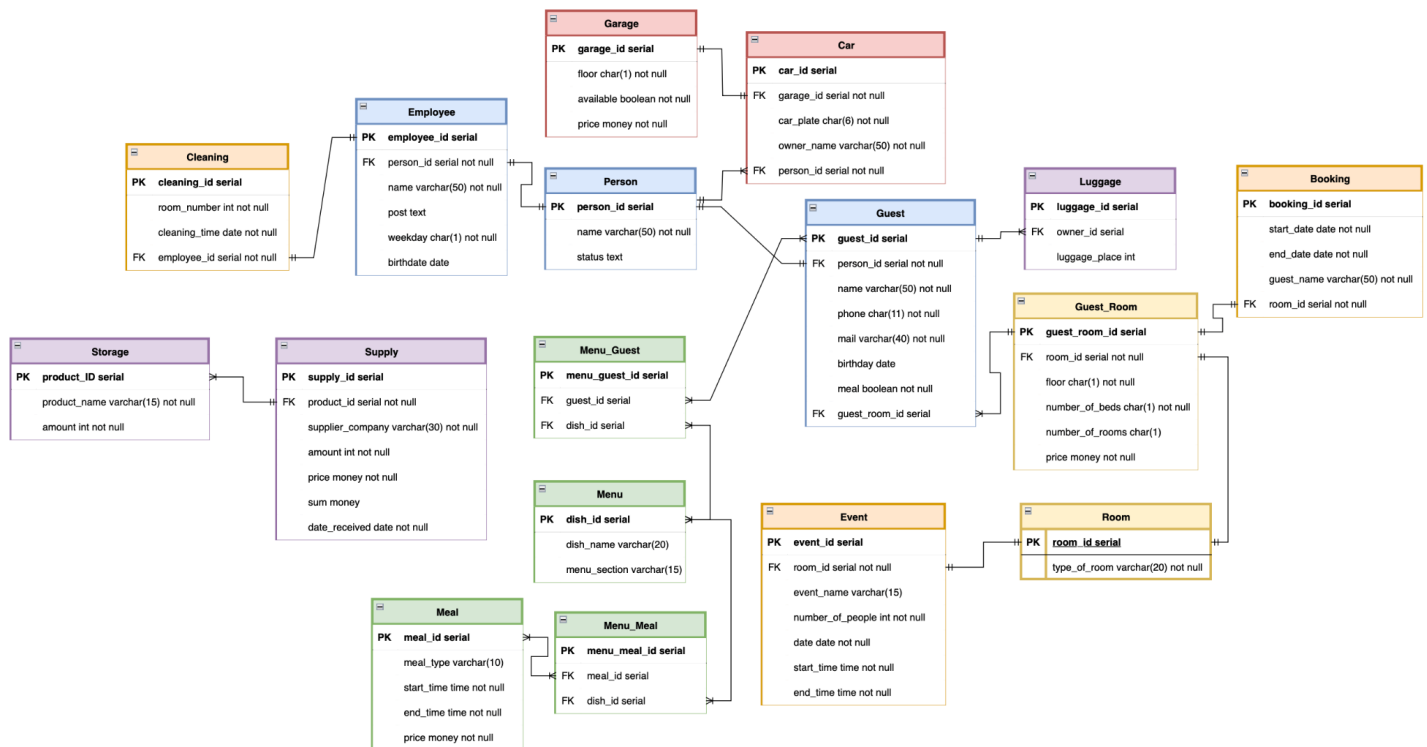 Garage
PK garage_id serial
floor char(1) not null
available boolean not null
price money not null
Car
PK car_id serial
FK garage_id serial not null
car_plate char(6) not null
owner_name varchar(50) not null
FK person_id serial not null
Employee
PK employee_id serial
FK person_id serial not null
name varchar(50) not null
post text
weekday char(1) not null
birthdate date
Cleaning
PK cleaning_id serial
room_number int not null
cleaning_time date not null
FK employee_id serial not null
Person
PK person_id serial
name varchar(50) not null
status text
Guest
PK guest_id serial
FK person_id serial not null
name varchar(50) not null
phone char(11) not null
mail varchar(40) not null
birthday date
meal boolean not null
FK guest_room_id serial
Luggage
PK luggage_id serial
FK owner_id serial
luggage_place int
Booking
PK booking_id serial
start_date date not null
end_date date not null
guest_name varchar(50) not null
FK room_id serial not null
Guest_Room
PK guest_room_id serial
FK room_id serial not null
floor char(1) not null
number_of_beds char(1) not null
number_of_rooms char(1)
price money not null
Storage
PK product_ID serial
product_name varchar(15) not null
amount int not null
Supply
PK supply_id serial
FK product_id serial not null
supplier_company varchar(30) not null
amount int not null
price money not null
sum money
date_received date not null
Menu_Guest
PK menu_guest_id serial
FK guest_id serial
FK dish_id serial
Menu
PK dish_id serial
dish_name varchar(20)
menu_section varchar(15)
Event
PK event_id serial
FK room_id serial not null
event_name varchar(15)
number_of_people int not null
date date not null
start_time time not null
end_time time not null
Room
PK room_id serial
type_of_room varchar(20) not null
Meal
PK meal_id serial
meal_type varchar(10)
start_time time not null
end_time time not null
price money not null
Menu_Meal
PK menu_meal_id serial
FK meal_id serial
FK dish_id serial